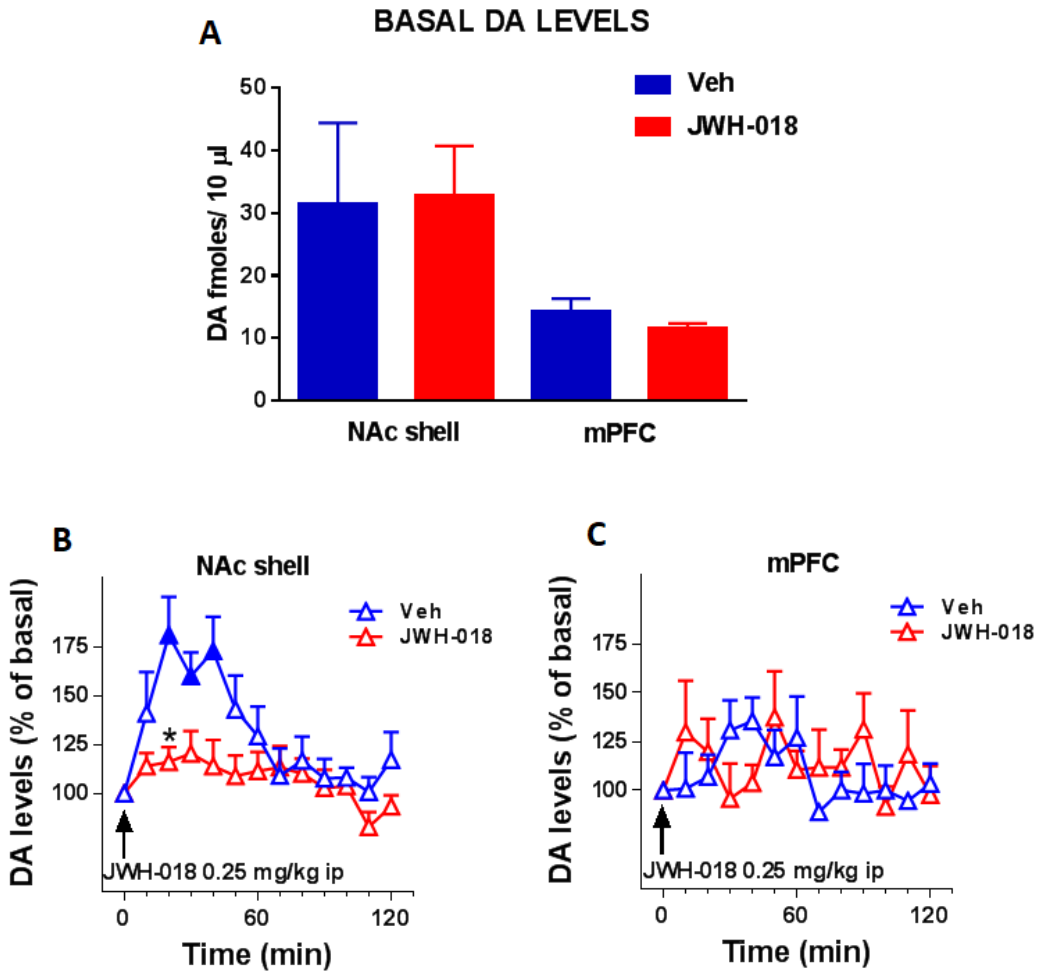 BASAL DA LEVELS
A
50
40
30
20
10
0
DA fmoles/ 10 µl
Veh
JWH-018
NAc shell
mPFC
B
NAc shell
DA levels (% of basal)
175
150
125
100
Veh
JWH-018
*
JWH-018 0.25 mg/kg ip
0
60
120
Time (min)
C
mPFC
DA levels (% of basal)
175
150
125
100
Veh
JWH-018
JWH-018 0.25 mg/kg ip
0
60
120
Time (min)